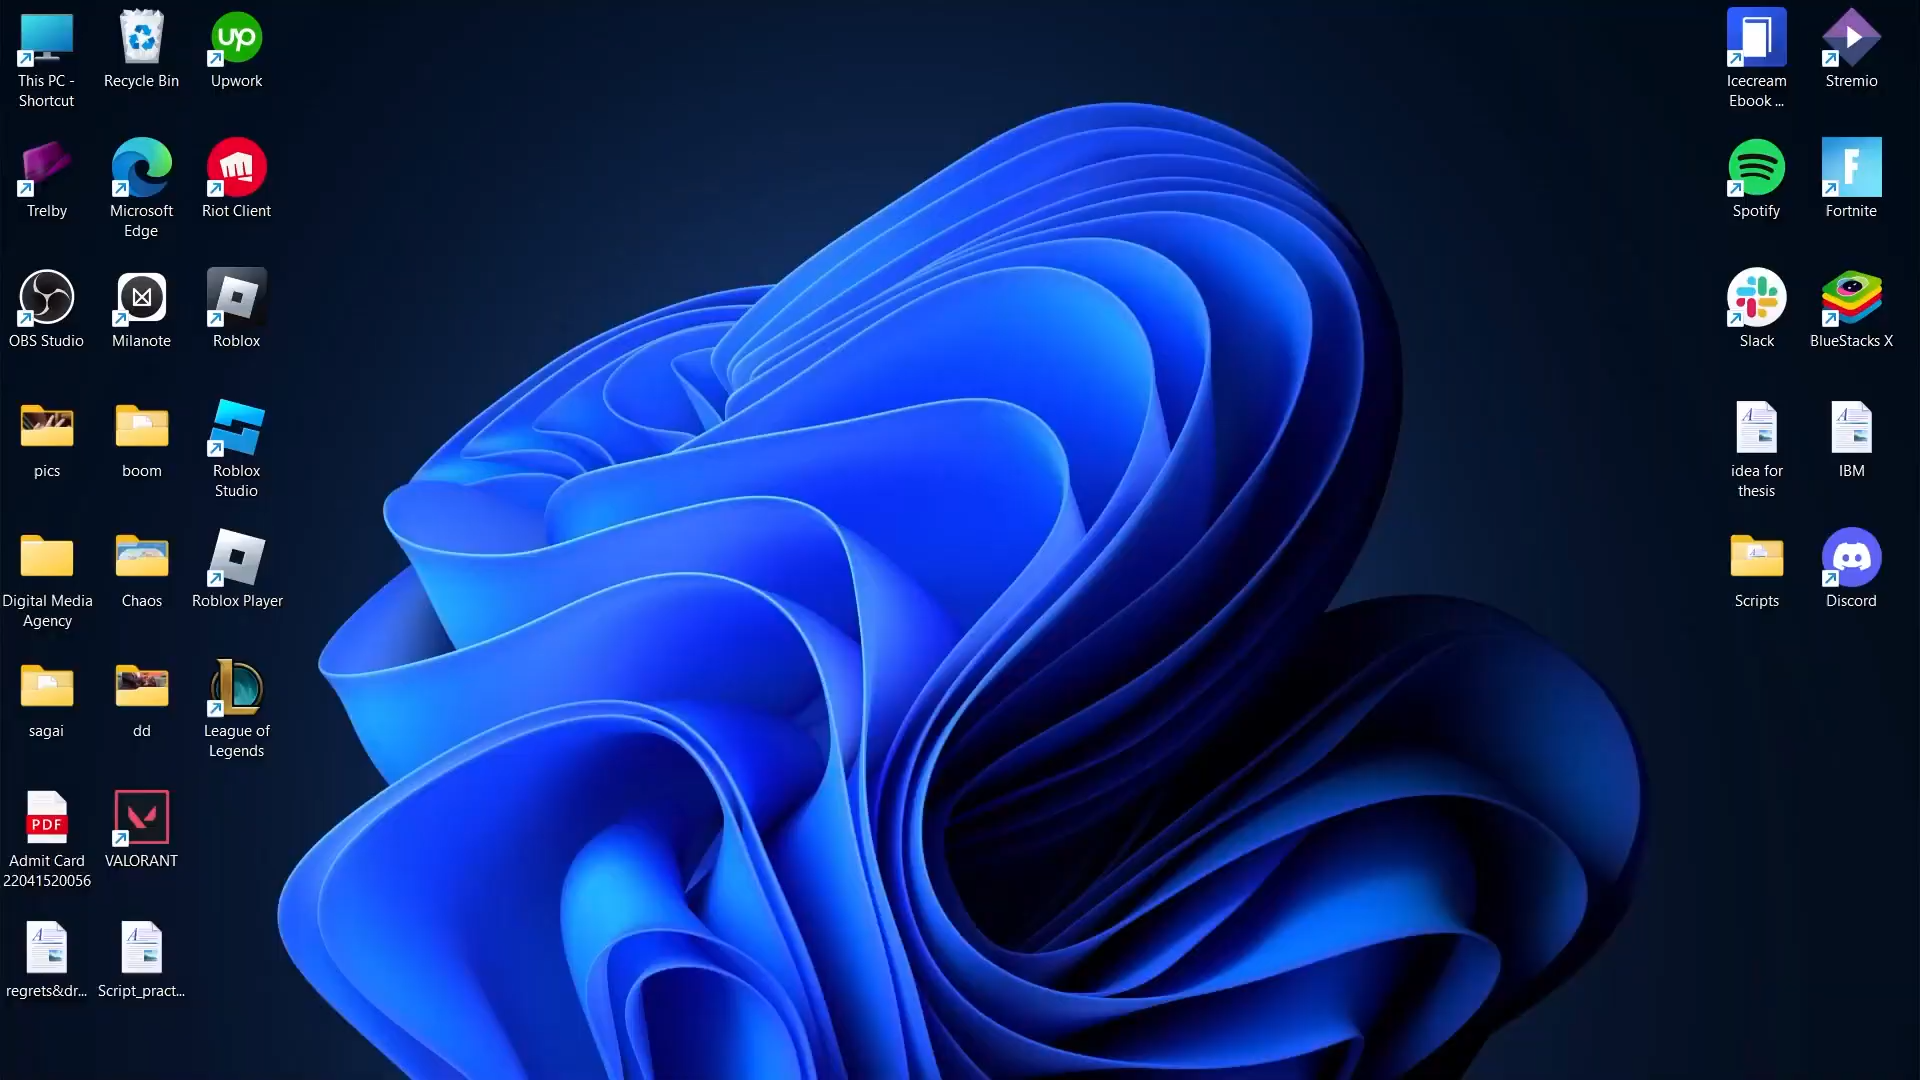 This PC -
Shortcut
Recycle Bin
up
Upwork
Icecream
Ebook ...
Stremio
Trelby
Microsoft
Edge
Riot Client
Spotify
F
Fortnite
OBS Studio
Milanote
Roblox
Slack
BlueStacks X
pics
boom
Roblox
Studio
A
idea for
thesis
A
IBM
Digital Media
Agency
Chaos
Roblox Player
Scripts
Discord
sagai
dd
L
League of
Legends
PDF
Admit Card
22041520056
VALORANT
A
regrets&dr...
A
Script_pract...